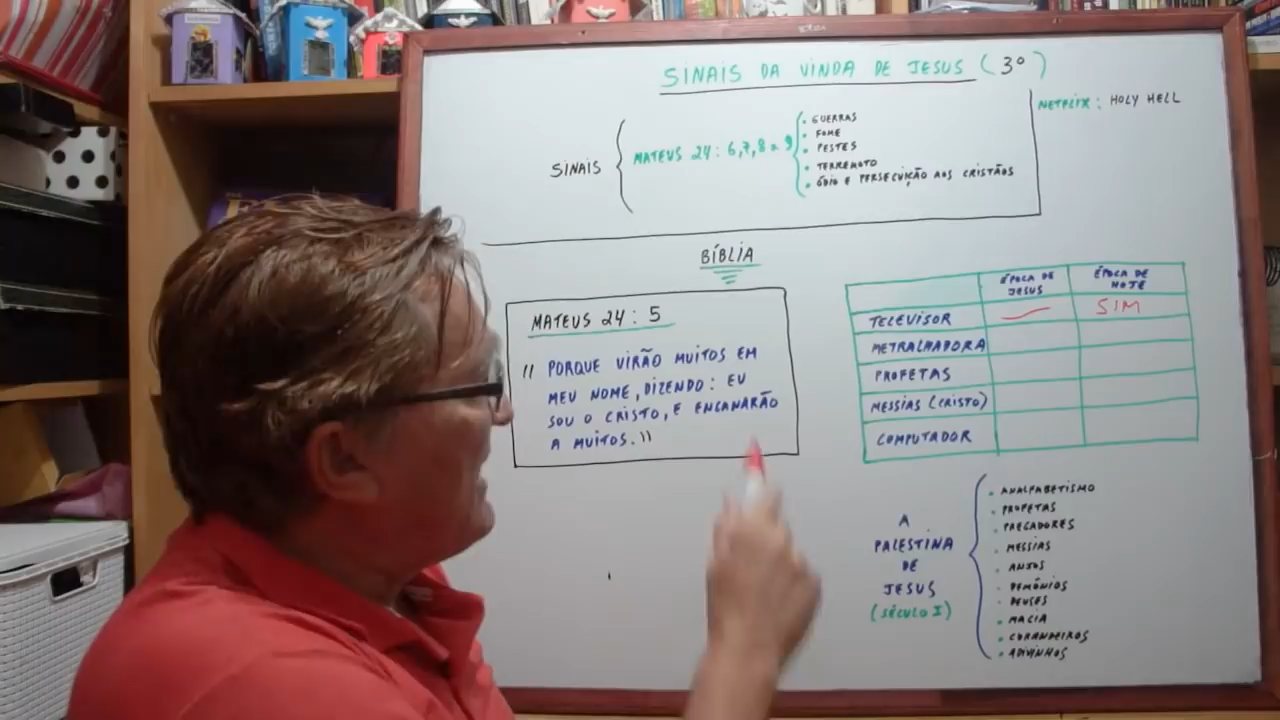 SINAIS DA VINDA DE JESUS (3º)
NETFLIX: HOLY HELL
SINAIS
MATEUS 24: 6,7,8 e 9
• GUERRAS
• FOME
• PESTES
• TERREMOTO
• ÓDIO E PERSEGUIÇÃO AOS CRISTÃOS
BÍBLIA
MATEUS 24: 5
" PORQUE VIRÃO MUITOS EM
MEU NOME, DIZENDO: EU
SOU O CRISTO, E ENGANARÃO
A MUITOS."
ÉPOCA DE JESUS
ÉPOCA DE HOJE
TELEVISOR — SIM
METRALHADORA
PROFETAS
MESSIAS (CRISTO)
COMPUTADOR
A
PALESTINA
DE
JESUS
(SÉCULO I)
• ANALFABETISMO
• PROFETAS
• PREGADORES
• MESSIAS
• ANJOS
• DEMÔNIOS
• DEUSES
• MAGIA
• CURANDEIROS
• ADIVINHOS